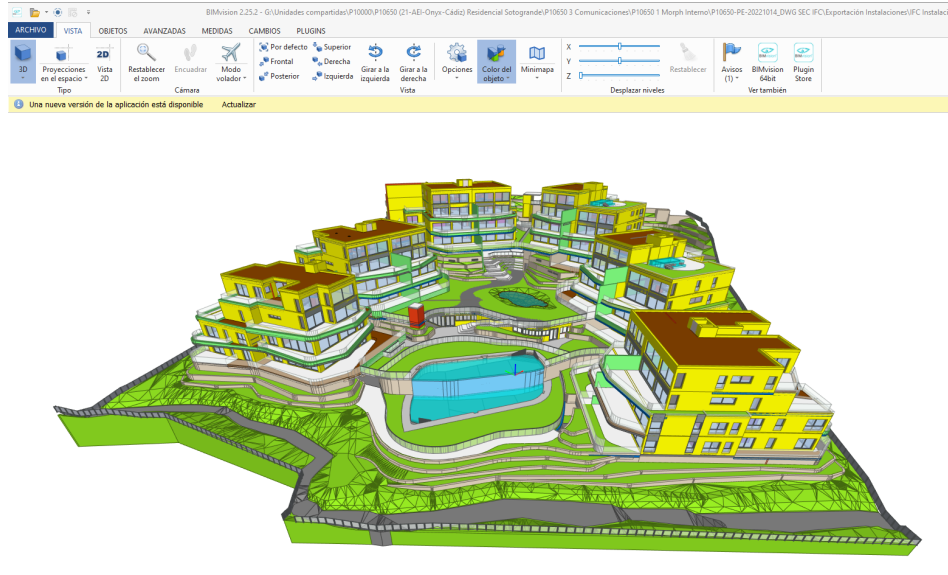 BIMvision 2.25.2 - G:\Unidades compartidas\P10000\P10650 (21-AEI-Onyx-Cádiz) Residencial Sotogrande\P10650 3 Comunicaciones\P10650 1 Morph Interno\P10650-PE-20221014_DWG SEC IFC\Exportación Instalaciones\IFC Instalaci
ARCHIVO VISTA OBJETOS AVANZADAS MEDIDAS CAMBIOS PLUGINS
3D Proyecciones en el espacio Vista 2D
Tipo
Restablecer el zoom Encuadrar Modo volador
Cámara
Por defecto Superior
Frontal Derecha
Posterior Izquierda
Girar a la izquierda Girar a la derecha Opciones Color del objeto Minimapa
Vista
X
Y
Z
Restablecer
Desplazar niveles
Avisos (1) BIMvision 64bit Plugin Store
Ver también
Una nueva versión de la aplicación está disponible Actualizar